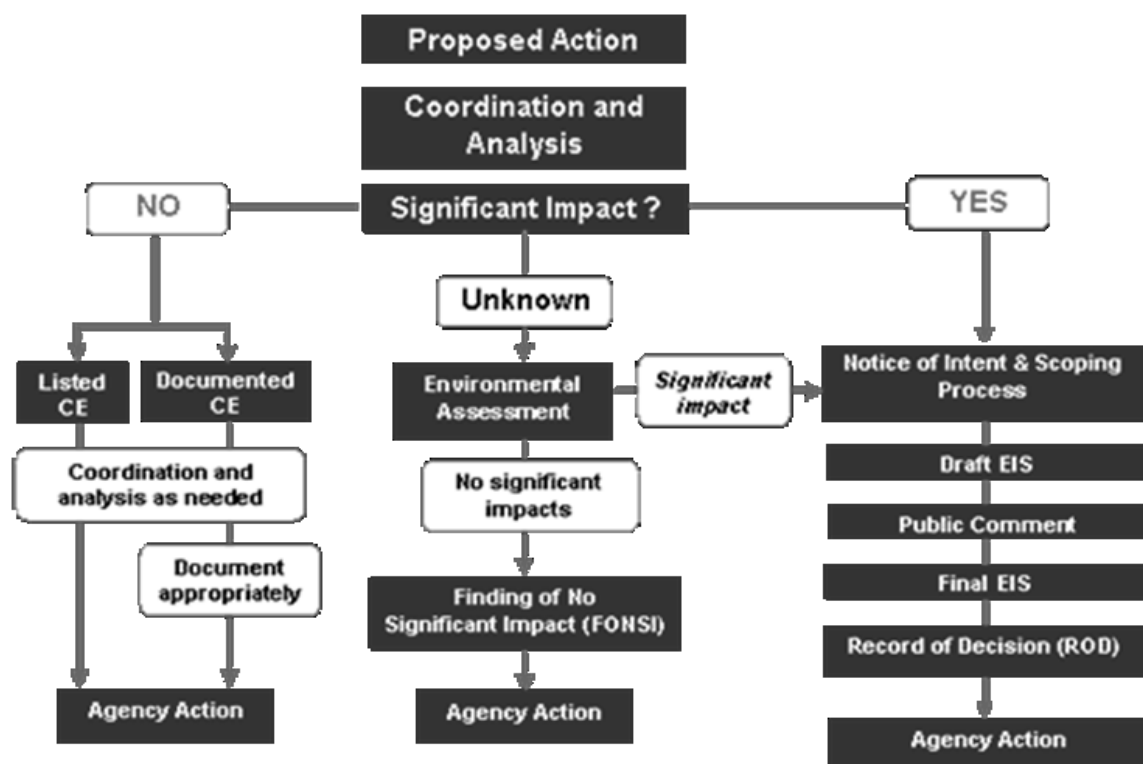 Proposed Action
Coordination and
Analysis
Significant Impact ?
NO
YES
Unknown
Listed
CE
Documented
CE
Environmental
Assessment
Significant
impact
Notice of Intent & Scoping
Process
Coordination and
analysis as needed
No significant
impacts
Draft EIS
Public Comment
Document
appropriately
Finding of No
Significant Impact (FONSI)
Final EIS
Record of Decision (ROD)
Agency Action
Agency Action
Agency Action